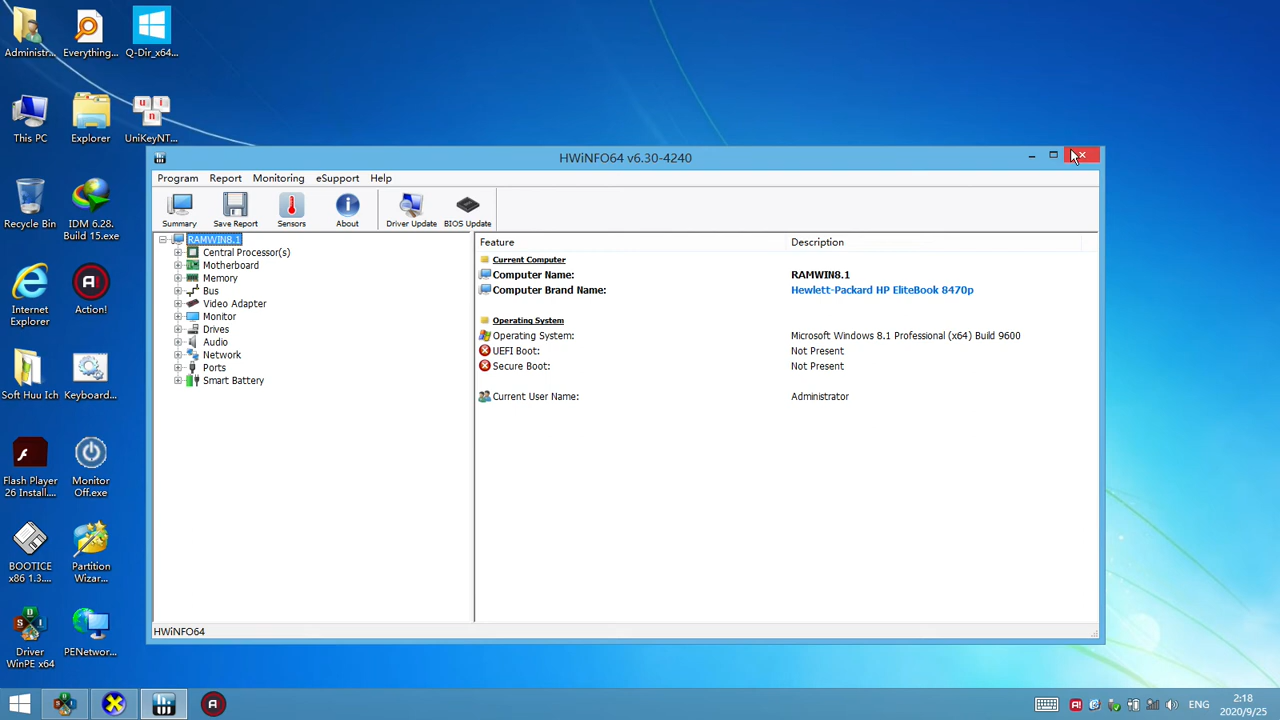 Administr...
Everything...
Q-Dir_x64...
This PC
Explorer
UniKeyNT...
Recycle Bin
IDM 6.28.
Build 15.exe
Internet
Explorer
Action!
Soft Huu Ich
Keyboard...
Flash Player
26 Install....
Monitor
Off.exe
BOOTICE
x86 1.3....
Partition
Wizar...
Driver
WinPE x64
PENetwor...
HWiNFO64 v6.30-4240
Program Report Monitoring eSupport Help
Summary Save Report Sensors About Driver Update BIOS Update
RAMWIN8.1
Central Processor(s)
Motherboard
Memory
Bus
Video Adapter
Monitor
Drives
Audio
Network
Ports
Smart Battery
Feature Description
Current Computer
Computer Name: RAMWIN8.1
Computer Brand Name: Hewlett-Packard HP EliteBook 8470p
Operating System
Operating System: Microsoft Windows 8.1 Professional (x64) Build 9600
UEFI Boot: Not Present
Secure Boot: Not Present
Current User Name: Administrator
HWiNFO64
ENG
2:18
2020/9/25